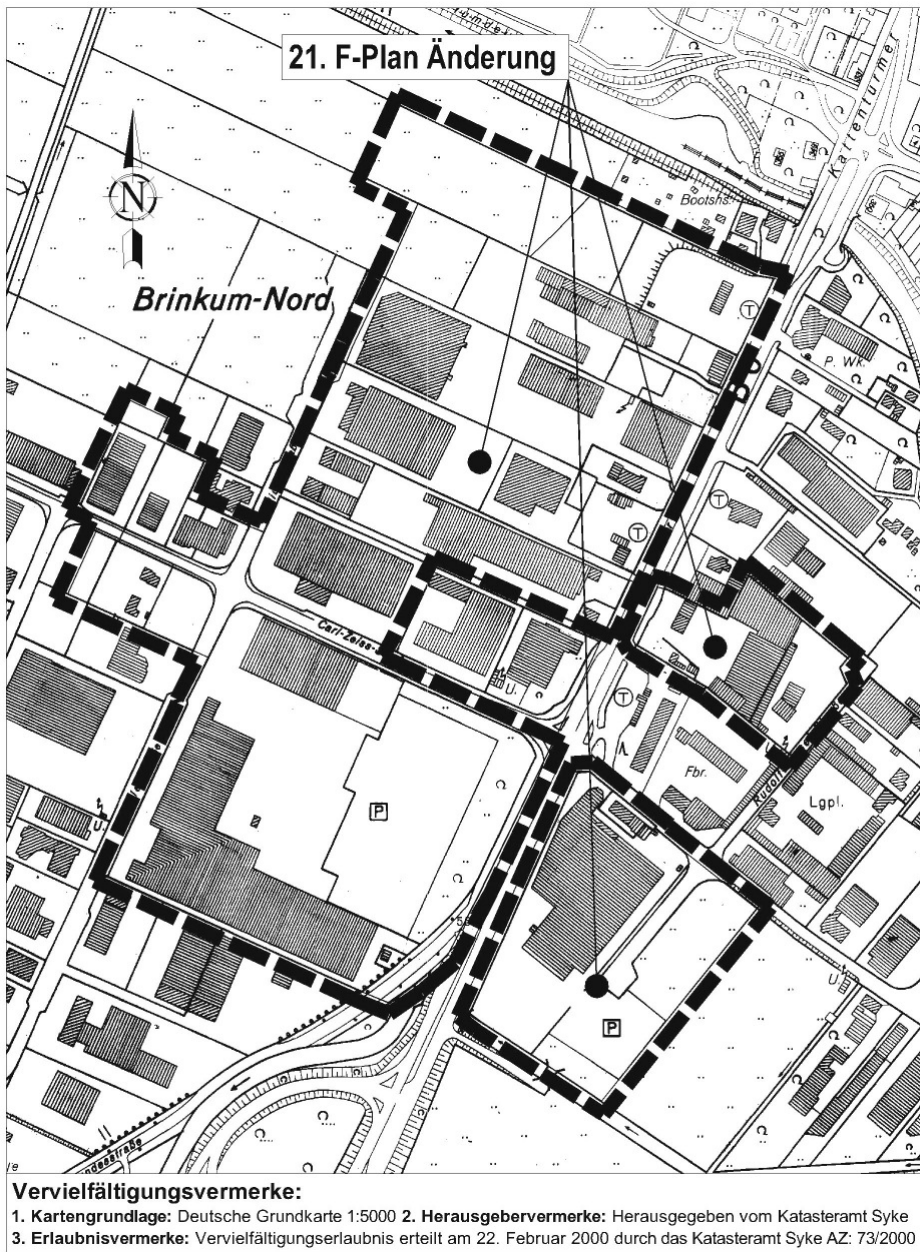 21. F-Plan Änderung
Kattenturmer
Bootshs.
N
Brinkum-Nord
T
P. Wk.
T
T
Carl-Zeiss-
U.
T
Fbr.
Rudolf
Lgpl.
P
U.
U.
P
Vervielfältigungsvermerke:
1. Kartengrundlage: Deutsche Grundkarte 1:5000 2. Herausgebervermerke: Herausgegeben vom Katasteramt Syke
3. Erlaubnisvermerke: Vervielfältigungserlaubnis erteilt am 22. Februar 2000 durch das Katasteramt Syke AZ: 73/2000